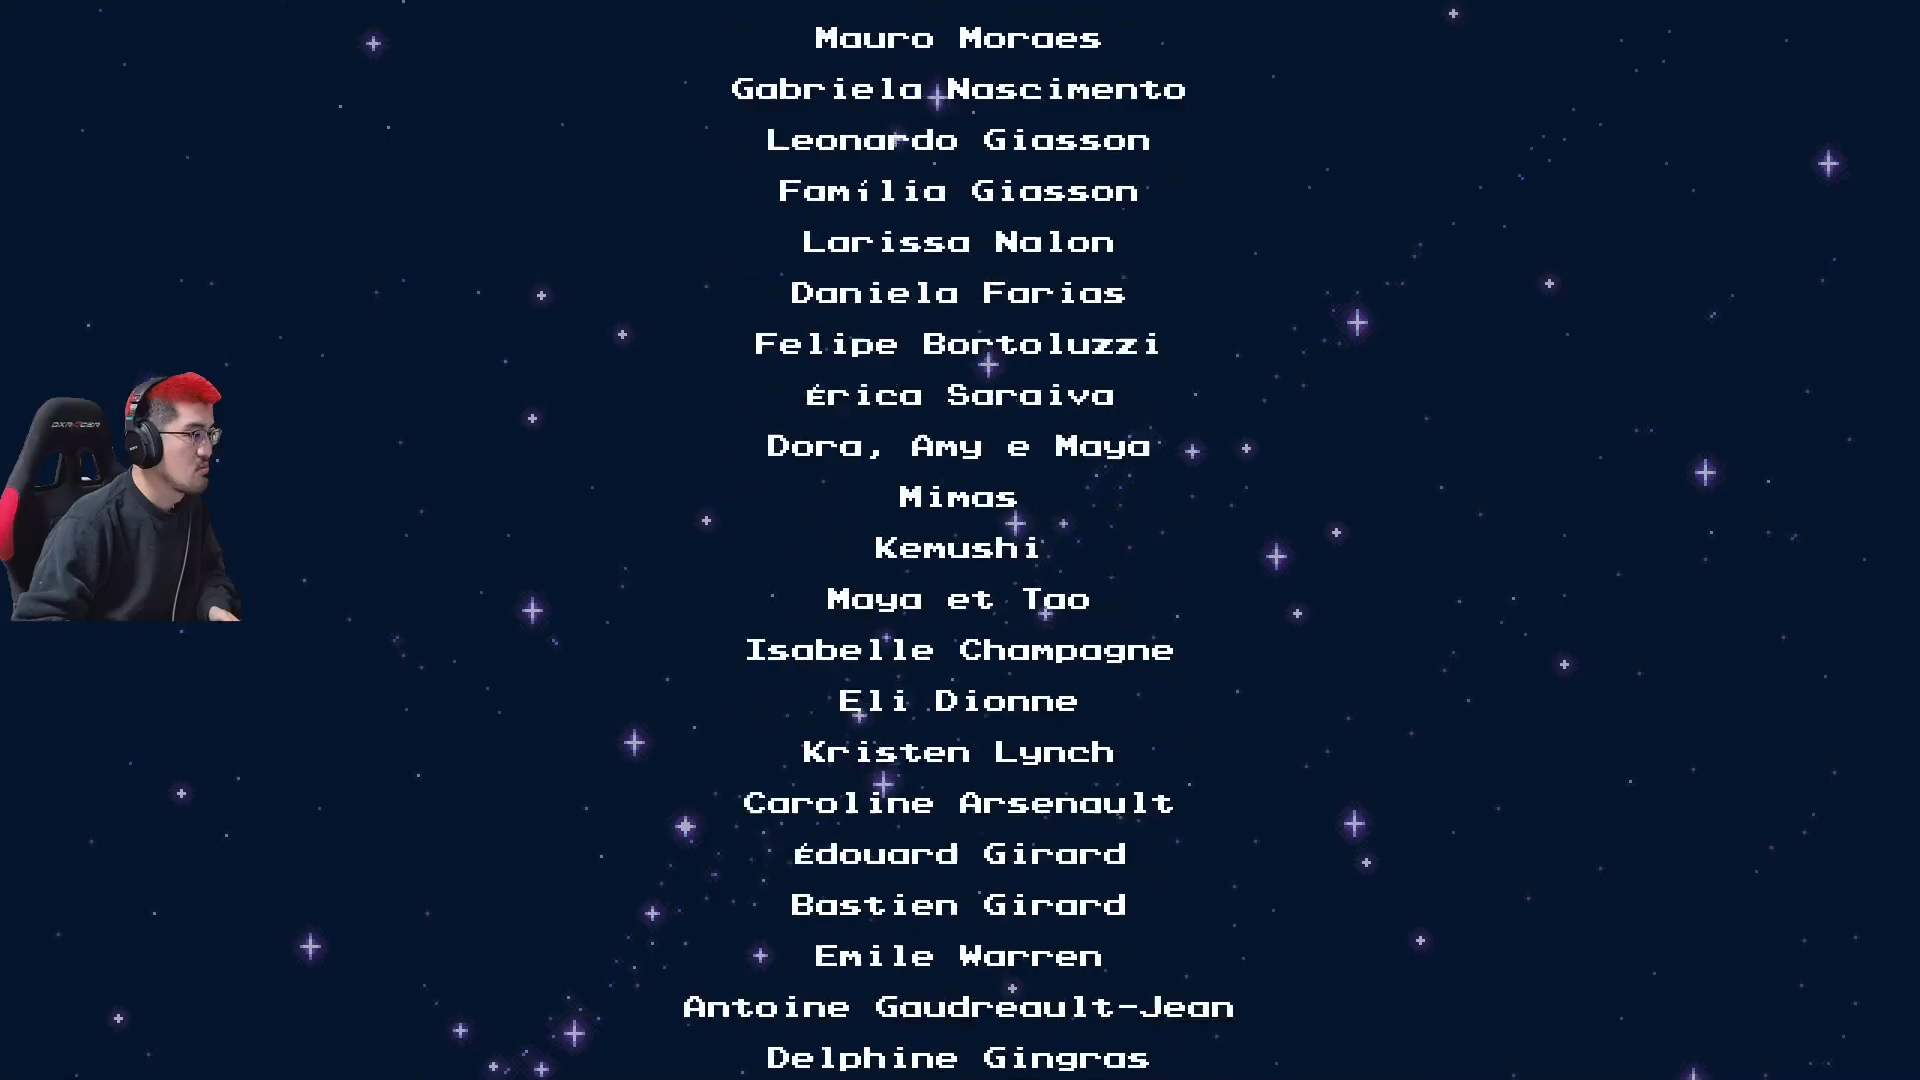 Mauro Moraes
Gabriela Nascimento
Leonardo Giasson
Família Giasson
Larissa Nalon
Daniela Farias
Felipe Bortoluzzi
Érica Saraiva
Dora, Amy e Maya
Mimas
Kemushi
Maya et Tao
Isabelle Champagne
Eli Dionne
Kristen Lynch
Caroline Arsenault
Édouard Girard
Bastien Girard
Emile Warren
Antoine Gaudreault-Jean
Delphine Gingras
DXRACER